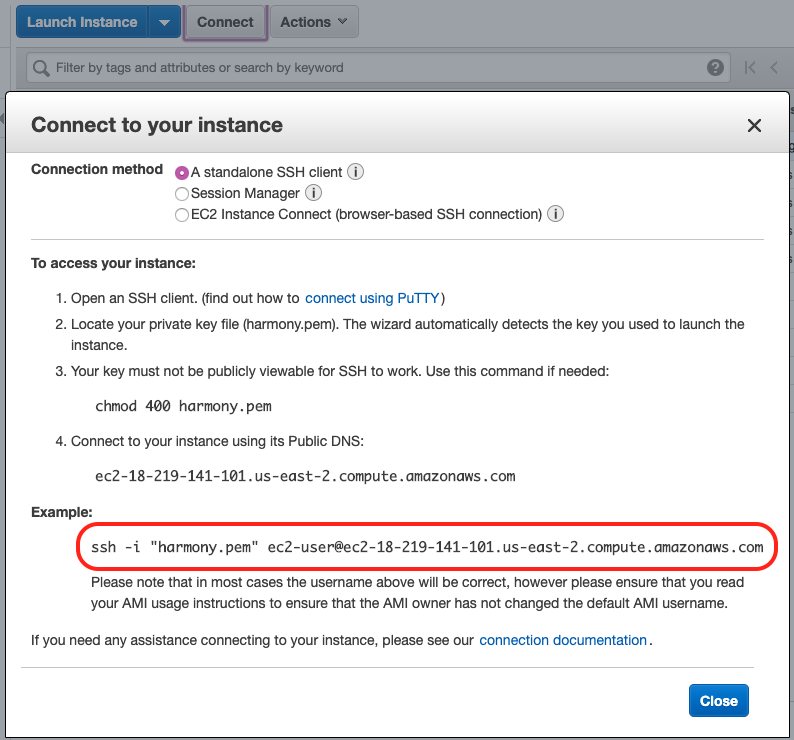 Launch Instance Connect Actions
Filter by tags and attributes or search by keyword
Connect to your instance
Connection method A standalone SSH client
Session Manager
EC2 Instance Connect (browser-based SSH connection)
To access your instance:
1. Open an SSH client. (find out how to connect using PuTTY)
2. Locate your private key file (harmony.pem). The wizard automatically detects the key you used to launch the
instance.
3. Your key must not be publicly viewable for SSH to work. Use this command if needed:
chmod 400 harmony.pem
4. Connect to your instance using its Public DNS:
ec2-18-219-141-101.us-east-2.compute.amazonaws.com
Example:
ssh -i "harmony.pem" ec2-user@ec2-18-219-141-101.us-east-2.compute.amazonaws.com
Please note that in most cases the username above will be correct, however please ensure that you read
your AMI usage instructions to ensure that the AMI owner has not changed the default AMI username.
If you need any assistance connecting to your instance, please see our connection documentation.
Close